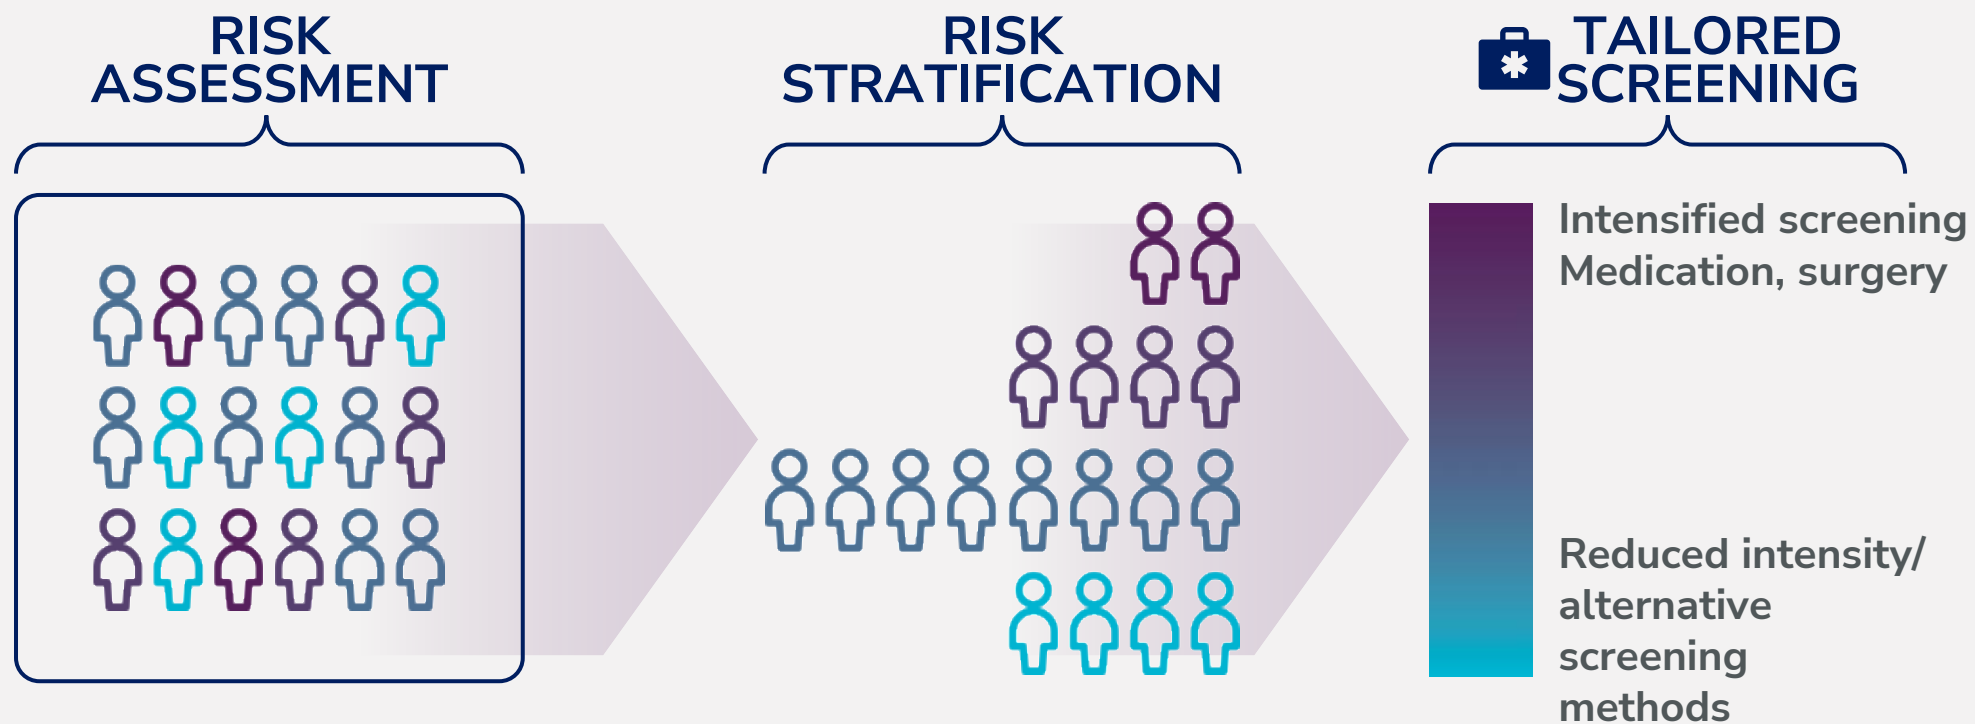 RISK
ASSESSMENT
RISK
STRATIFICATION
TAILORED
SCREENING
Intensified screening
Medication, surgery
Reduced intensity/
alternative
screening
methods